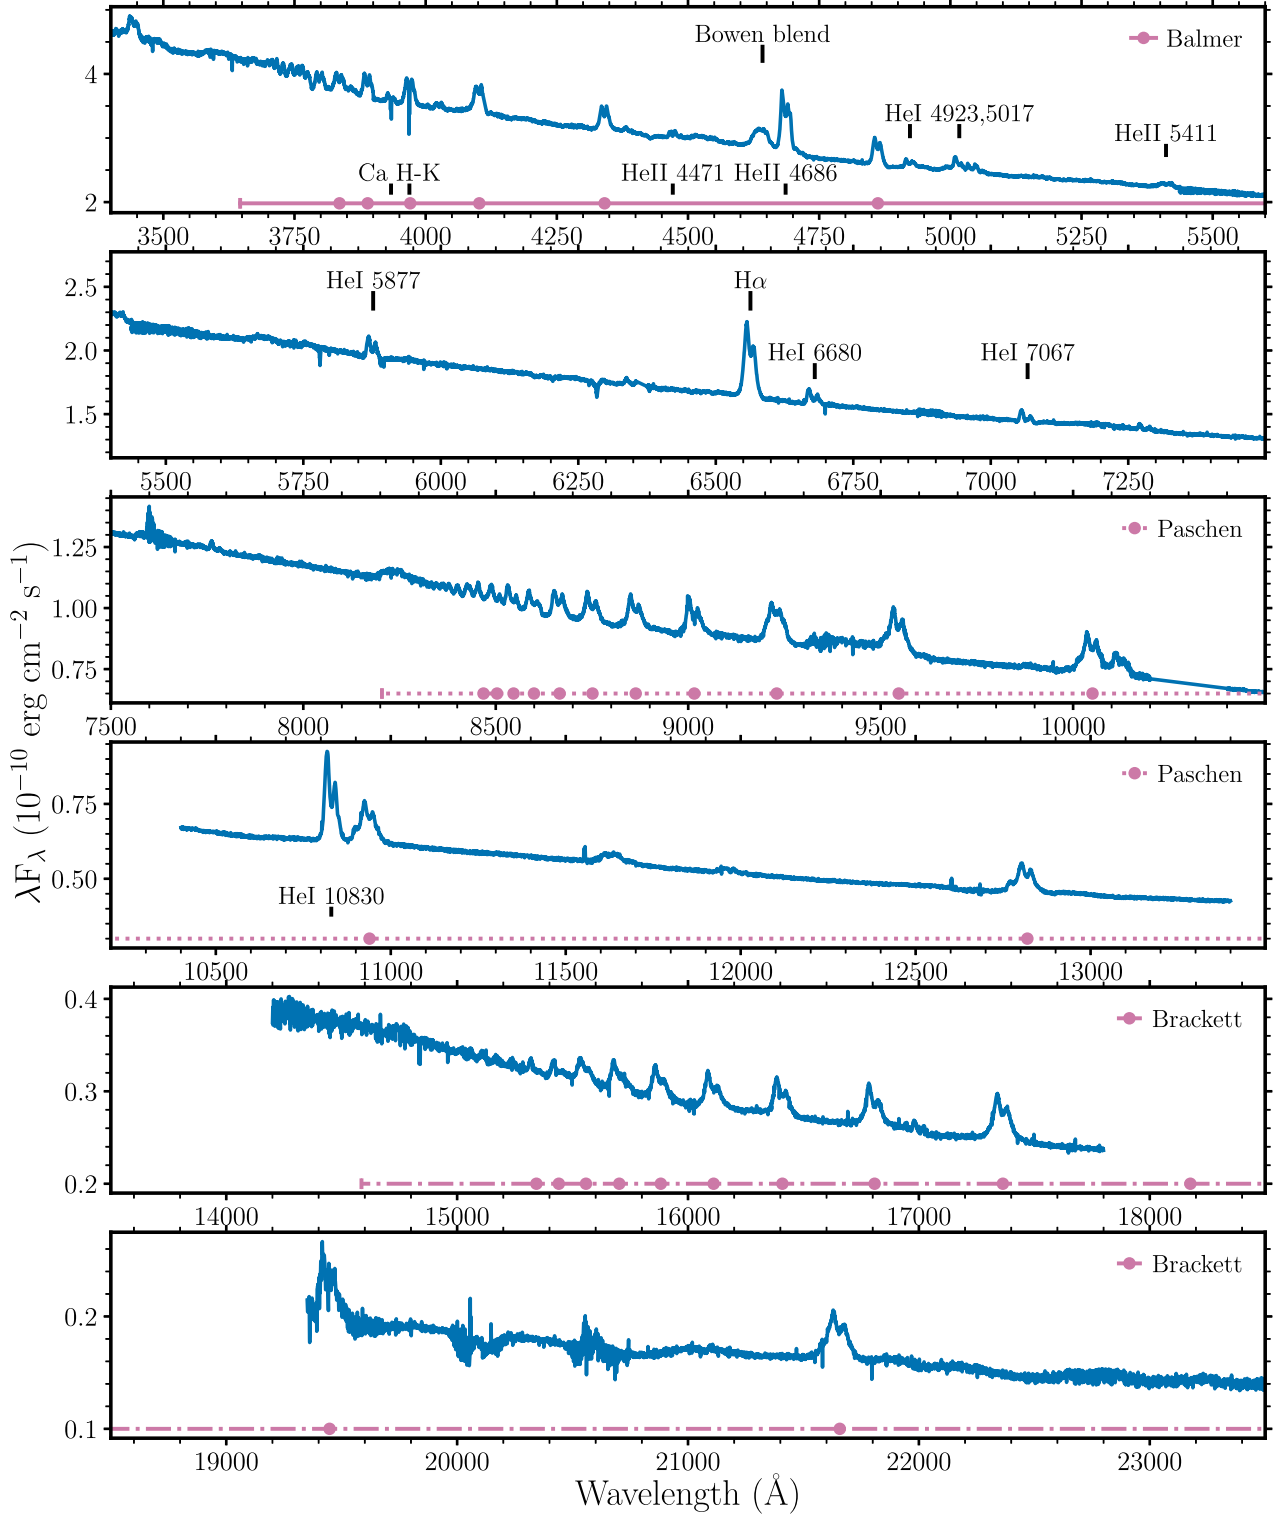 Bowen blend
Balmer
4
HeI 4923,5017
HeII 5411
Ca H-K
HeII 4471 HeII 4686
2
3500 3750 4000 4250 4500 4750 5000 5250 5500
2.5
HeI 5877
Hα
2.0
HeI 6680
HeI 7067
1.5
5500 5750 6000 6250 6500 6750 7000 7250
Paschen
1.25
1.00
0.75
7500 8000 8500 9000 9500 10000
λFλ (10⁻¹⁰ erg cm⁻² s⁻¹)
Paschen
0.75
0.50
HeI 10830
10500 11000 11500 12000 12500 13000
0.4
Brackett
0.3
0.2
14000 15000 16000 17000 18000
Brackett
0.2
0.1
19000 20000 21000 22000 23000
Wavelength (Å)